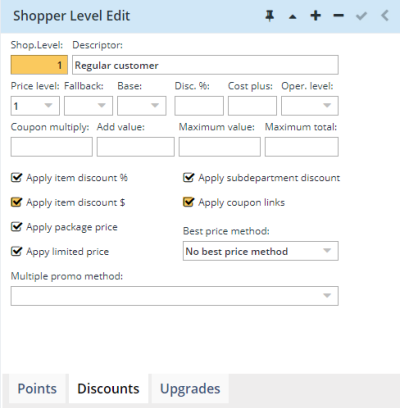 Shopper Level Edit
Shop.Level: Descriptor:
1 Regular customer
Price level: Fallback: Base: Disc. %: Cost plus: Oper. level:
1
Coupon multiply: Add value: Maximum value: Maximum total:
Apply item discount % Apply subdepartment discount
Apply item discount $ Apply coupon links
Apply package price
Best price method:
Appy limited price No best price method
Multiple promo method:
Points Discounts Upgrades